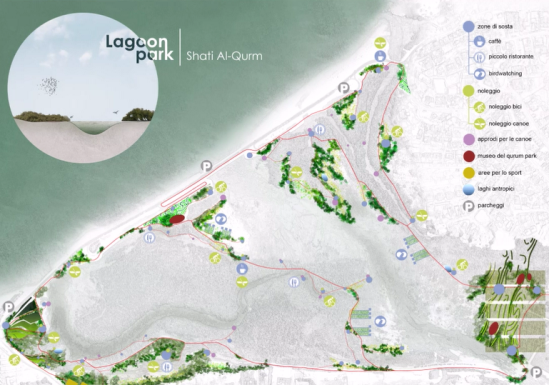 Lagoon
park
Shati Al-Qurm
zone di sosta
caffè
piccolo ristorante
birdwatching
noleggio
noleggio bici
noleggio canoe
approdi per le canoe
museo del qurum park
aree per lo sport
laghi antropici
P parcheggi
P
P
P
P